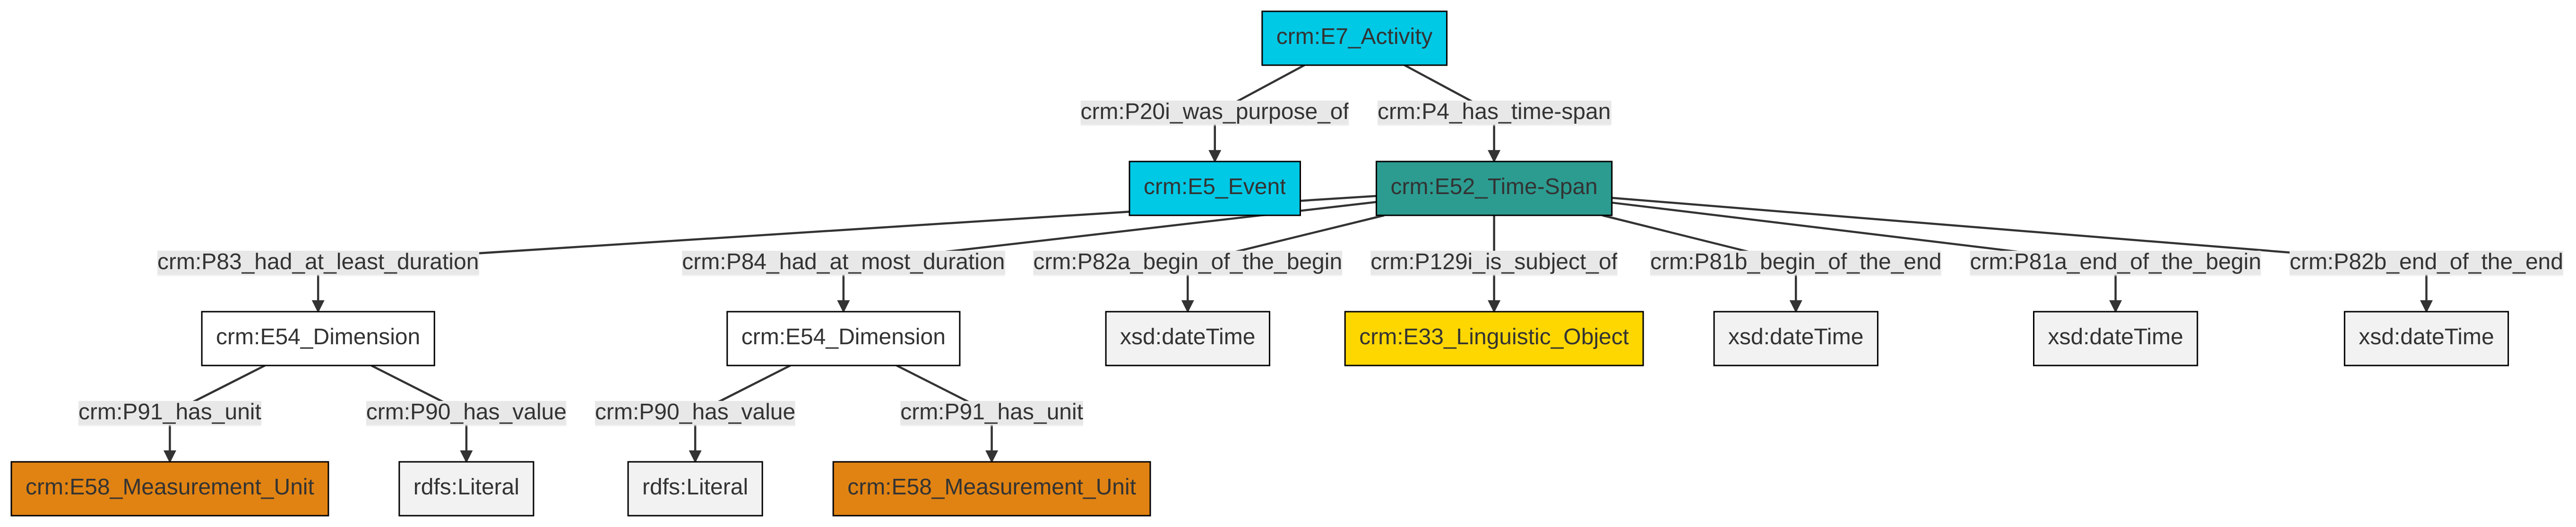 crm:E7_Activity
crm:P20i_was_purpose_of
crm:P4_has_time-span
crm:E5_Event
crm:E52_Time-Span
crm:P83_had_at_least_duration
crm:P84_had_at_most_duration
crm:P82a_begin_of_the_begin
crm:P129i_is_subject_of
crm:P81b_begin_of_the_end
crm:P81a_end_of_the_begin
crm:P82b_end_of_the_end
crm:E54_Dimension
crm:E54_Dimension
xsd:dateTime
crm:E33_Linguistic_Object
xsd:dateTime
xsd:dateTime
xsd:dateTime
crm:P91_has_unit
crm:P90_has_value
crm:P90_has_value
crm:P91_has_unit
crm:E58_Measurement_Unit
rdfs:Literal
rdfs:Literal
crm:E58_Measurement_Unit